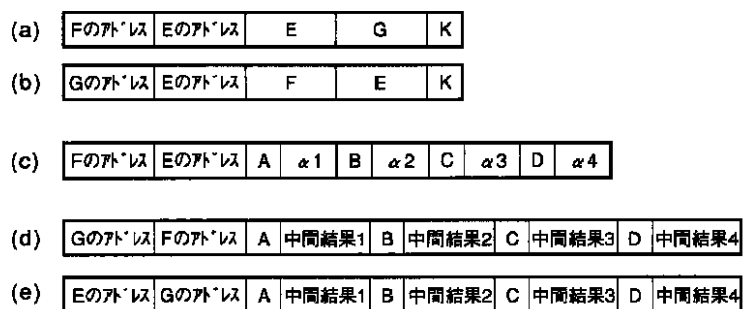 (a) Fのｱﾄﾞﾚｽ Eのｱﾄﾞﾚｽ E G K
(b) Gのｱﾄﾞﾚｽ Eのｱﾄﾞﾚｽ F E K
(c) Fのｱﾄﾞﾚｽ Eのｱﾄﾞﾚｽ A α1 B α2 C α3 D α4
(d) Gのｱﾄﾞﾚｽ Fのｱﾄﾞﾚｽ A 中間結果1 B 中間結果2 C 中間結果3 D 中間結果4
(e) Eのｱﾄﾞﾚｽ Gのｱﾄﾞﾚｽ A 中間結果1 B 中間結果2 C 中間結果3 D 中間結果4